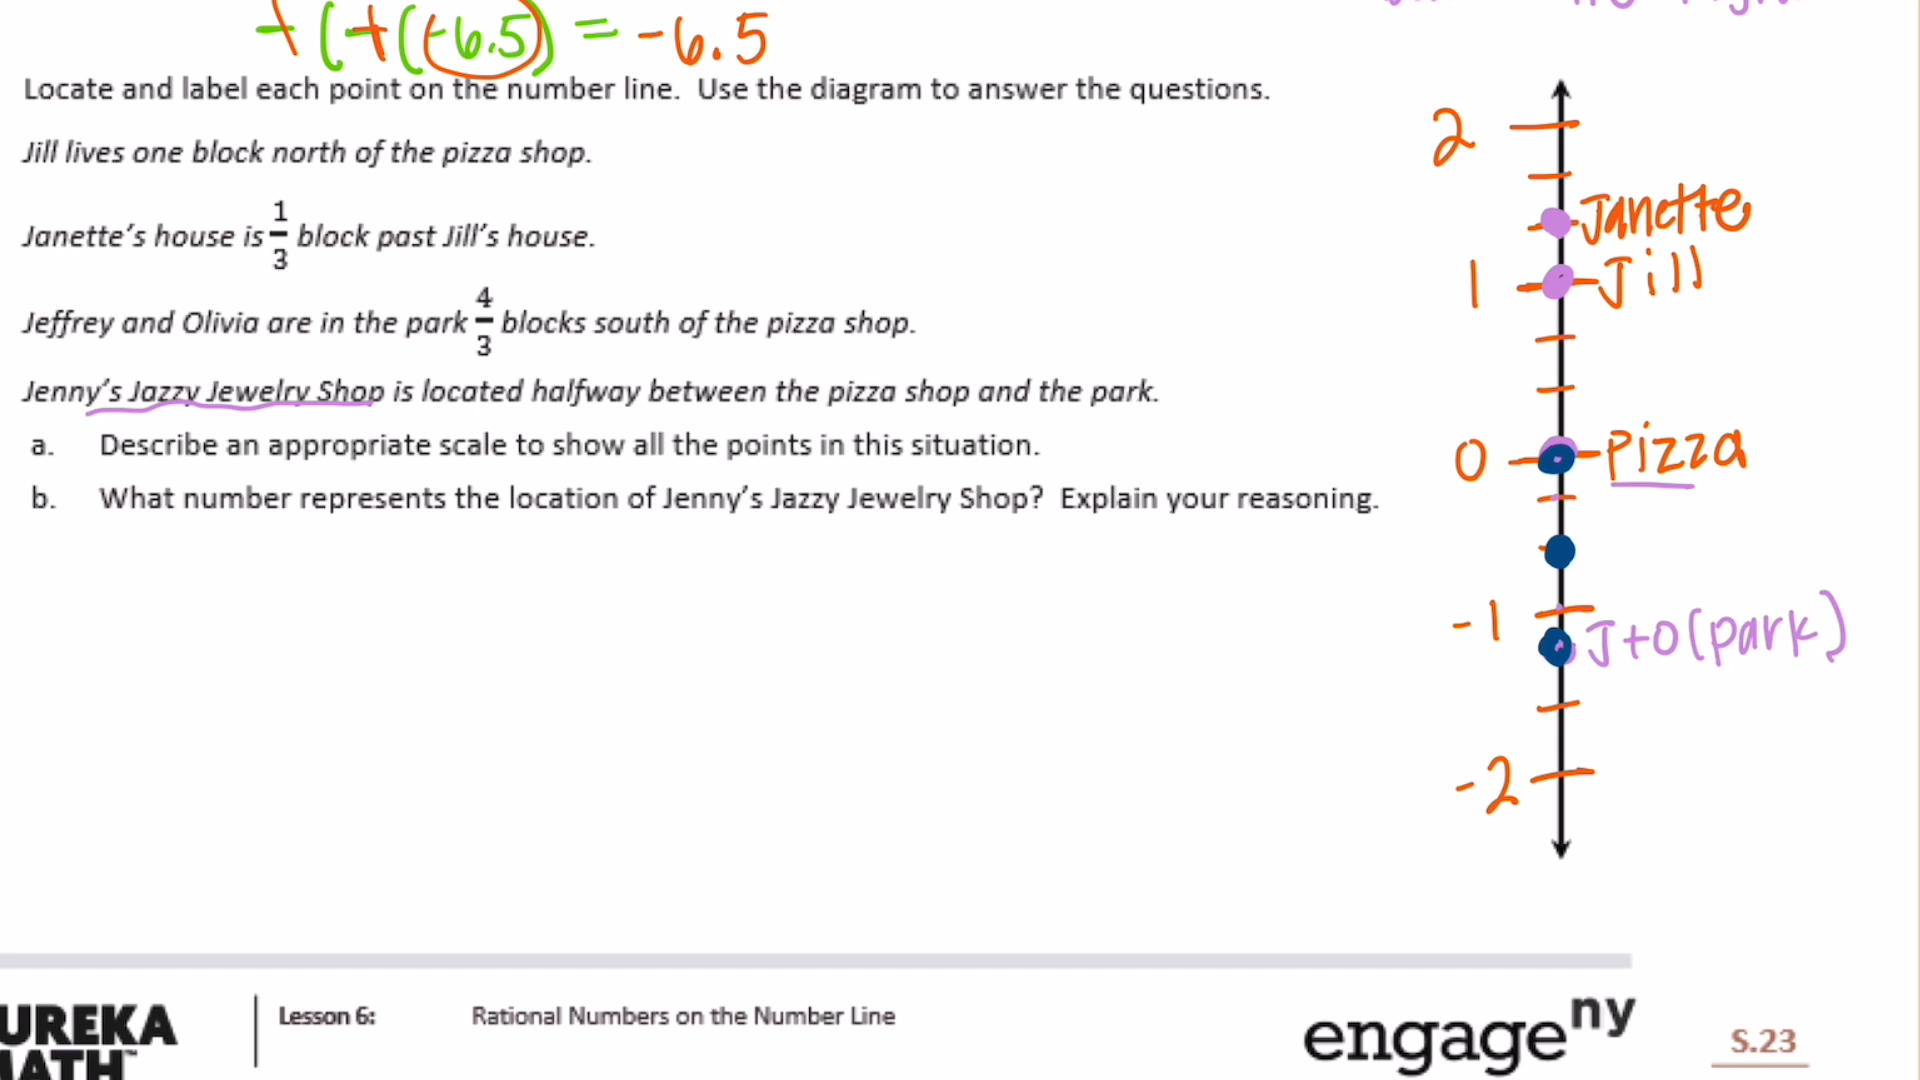 +(+(-6.5)) = -6.5
Locate and label each point on the number line. Use the diagram to answer the questions.
Jill lives one block north of the pizza shop.
Janette's house is 1/3 block past Jill's house.
Jeffrey and Olivia are in the park 4/3 blocks south of the pizza shop.
Jenny's Jazzy Jewelry Shop is located halfway between the pizza shop and the park.
a. Describe an appropriate scale to show all the points in this situation.
b. What number represents the location of Jenny's Jazzy Jewelry Shop? Explain your reasoning.
2
Janette
1 Jill
0 pizza
-1
J+O (park)
-2
UREKA
MATH™
Lesson 6: Rational Numbers on the Number Line
engage ny
S.23